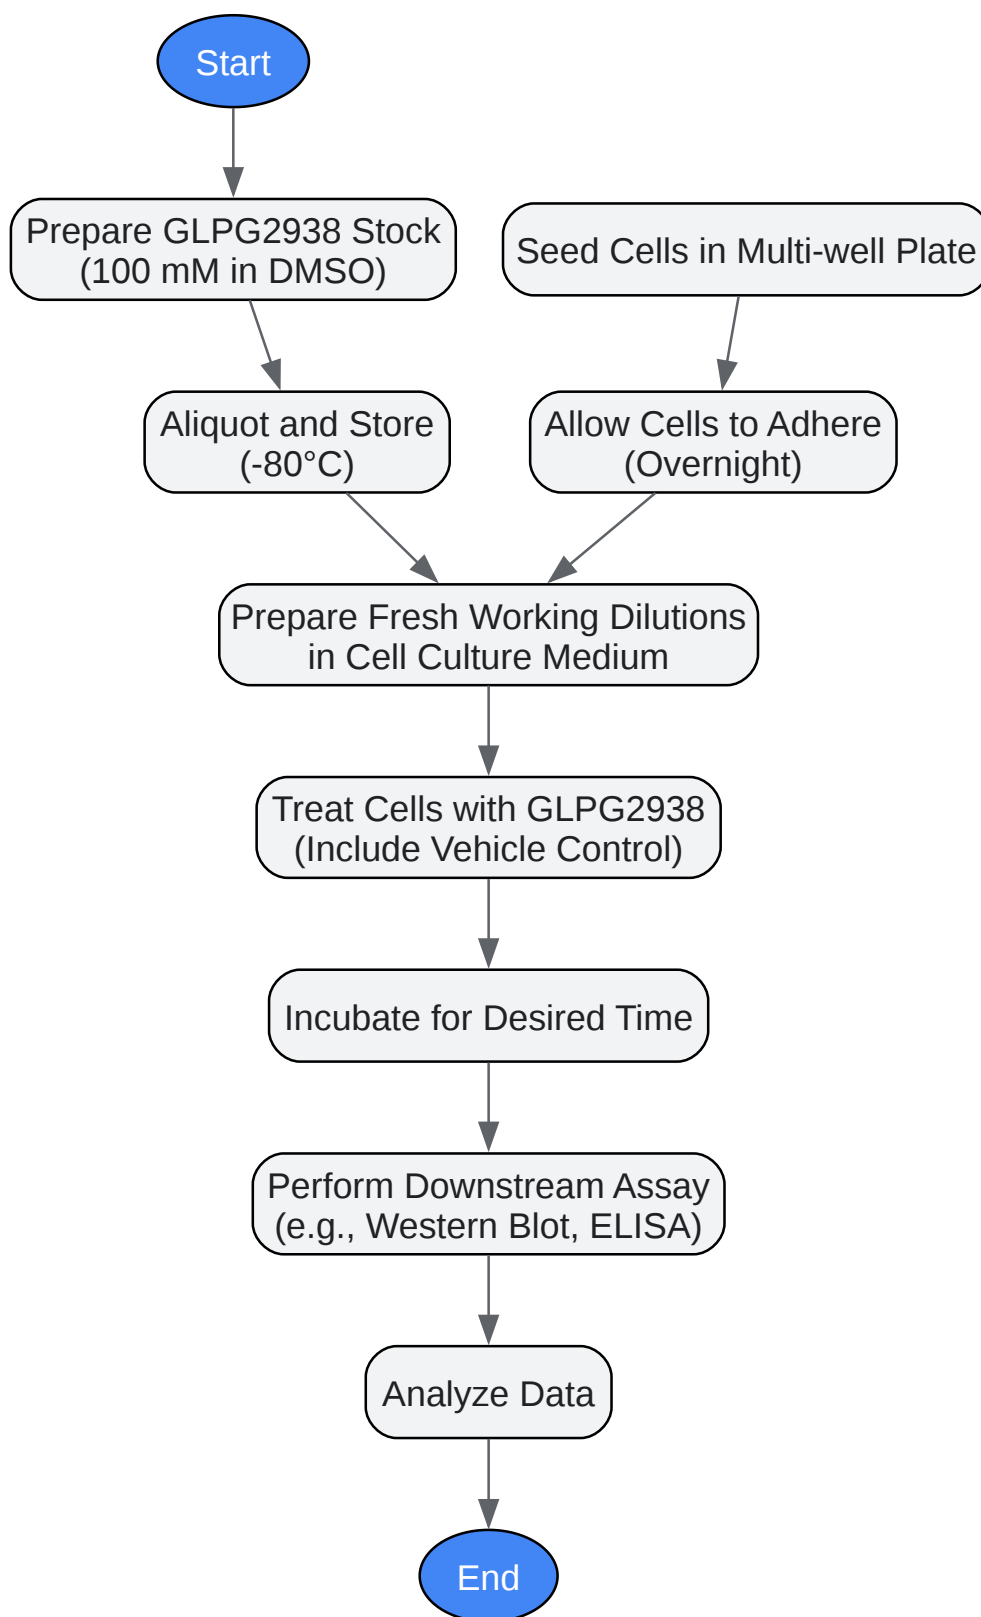 Start
Prepare GLPG2938 Stock
(100 mM in DMSO)
Seed Cells in Multi-well Plate
Aliquot and Store
(-80°C)
Allow Cells to Adhere
(Overnight)
Prepare Fresh Working Dilutions
in Cell Culture Medium
Treat Cells with GLPG2938
(Include Vehicle Control)
Incubate for Desired Time
Perform Downstream Assay
(e.g., Western Blot, ELISA)
Analyze Data
End